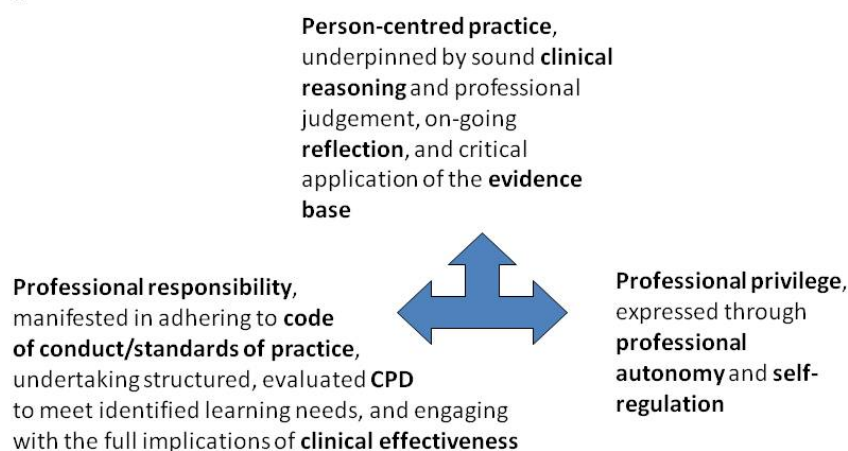 Person-centred practice,
underpinned by sound clinical
reasoning and professional
judgement, on-going
reflection, and critical
application of the evidence
base
Professional responsibility,
manifested in adhering to code
of conduct/standards of practice,
undertaking structured, evaluated CPD
to meet identified learning needs, and engaging
with the full implications of clinical effectiveness
Professional privilege,
expressed through
professional
autonomy and self-
regulation